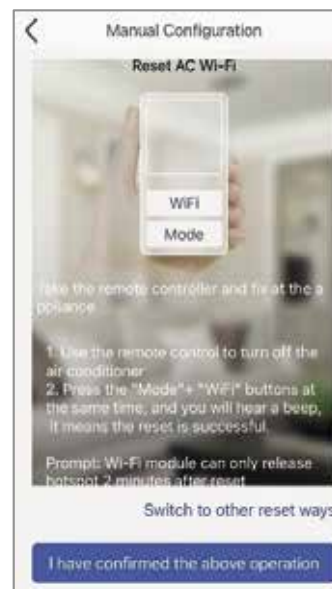 Manual Configuration
Reset AC Wi-Fi
WiFi
Mode
Take the remote controller and fix at the a
ppliance
1. Use the remote control to turn off the
air conditioner
2. Press the "Mode"+ "WiFi" buttons at
the same time, and you will hear a beep,
it means the reset is successful.
Prompt: Wi-Fi module can only release
hotspot 2 minutes after reset
Switch to other reset ways
I have confirmed the above operation